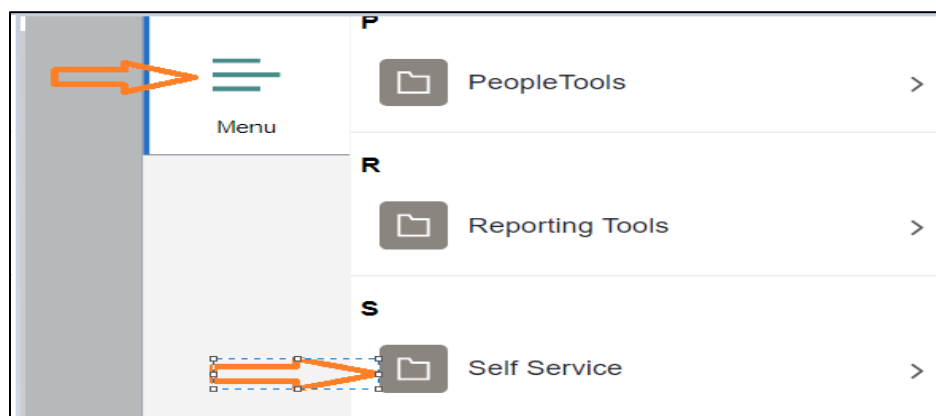 P
PeopleTools
Menu
R
Reporting Tools
S
Self Service